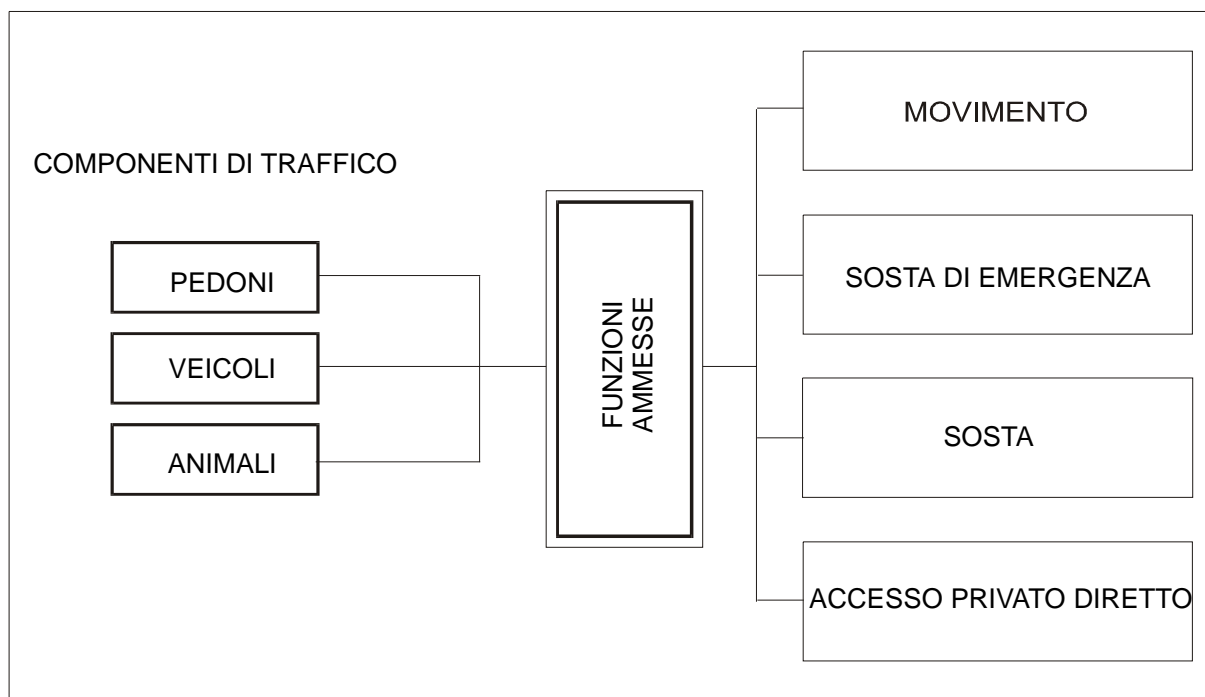 COMPONENTI DI TRAFFICO
PEDONI
VEICOLI
ANIMALI
FUNZIONI
AMMESSE
MOVIMENTO
SOSTA DI EMERGENZA
SOSTA
ACCESSO PRIVATO DIRETTO